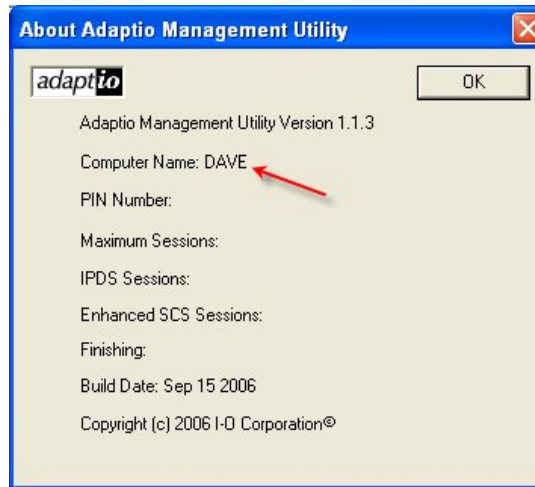 About Adaptio Management Utility
adaptio
OK
Adaptio Management Utility Version 1.1.3
Computer Name: DAVE
PIN Number:
Maximum Sessions:
IPDS Sessions:
Enhanced SCS Sessions:
Finishing:
Build Date: Sep 15 2006
Copyright (c) 2006 I-O Corporation®